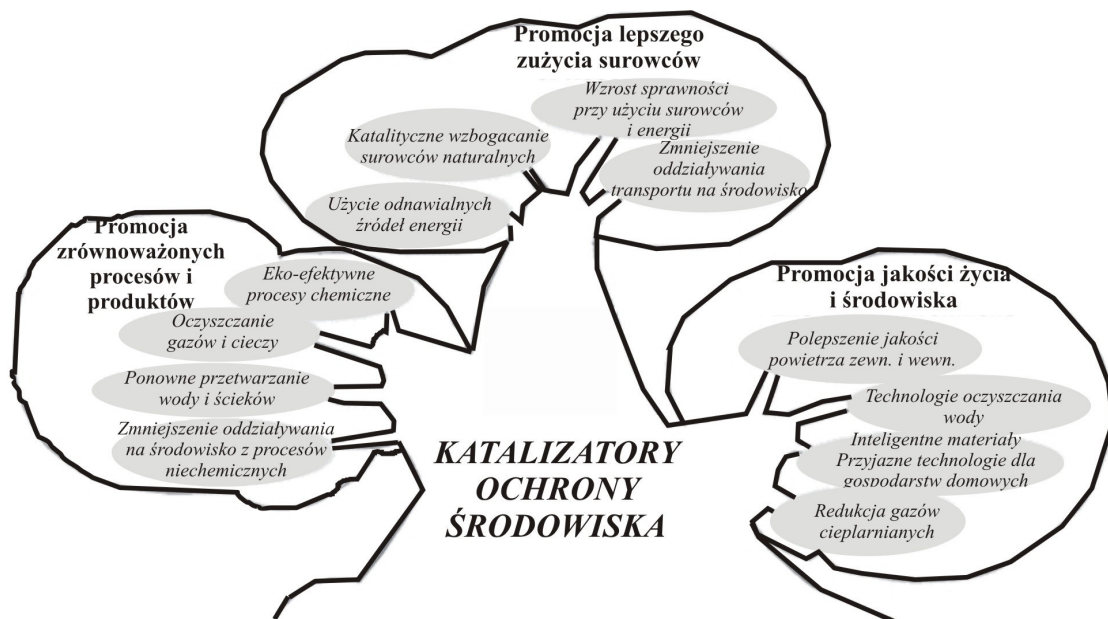 Promocja lepszego
zużycia surowców
Wzrost sprawności
przy użyciu surowców
i energii
Katalityczne wzbogacanie
surowców naturalnych
Zmniejszenie
oddziaływania
transportu na środowisko
Użycie odnawialnych
źródeł energii
Promocja
zrównoważonych
procesów i
produktów
Eko-efektywne
procesy chemiczne
Oczyszczanie
gazów i cieczy
Ponowne przetwarzanie
wody i ścieków
Zmniejszenie oddziaływania
na środowisko z procesów
niechemicznych
Promocja jakości życia
i środowiska
Polepszenie jakości
powietrza zewn. i wewn.
Technologie oczyszczania
wody
Inteligentne materiały
Przyjazne technologie dla
gospodarstw domowych
Redukcja gazów
cieplarnianych
KATALIZATORY
OCHRONY
ŚRODOWISKA